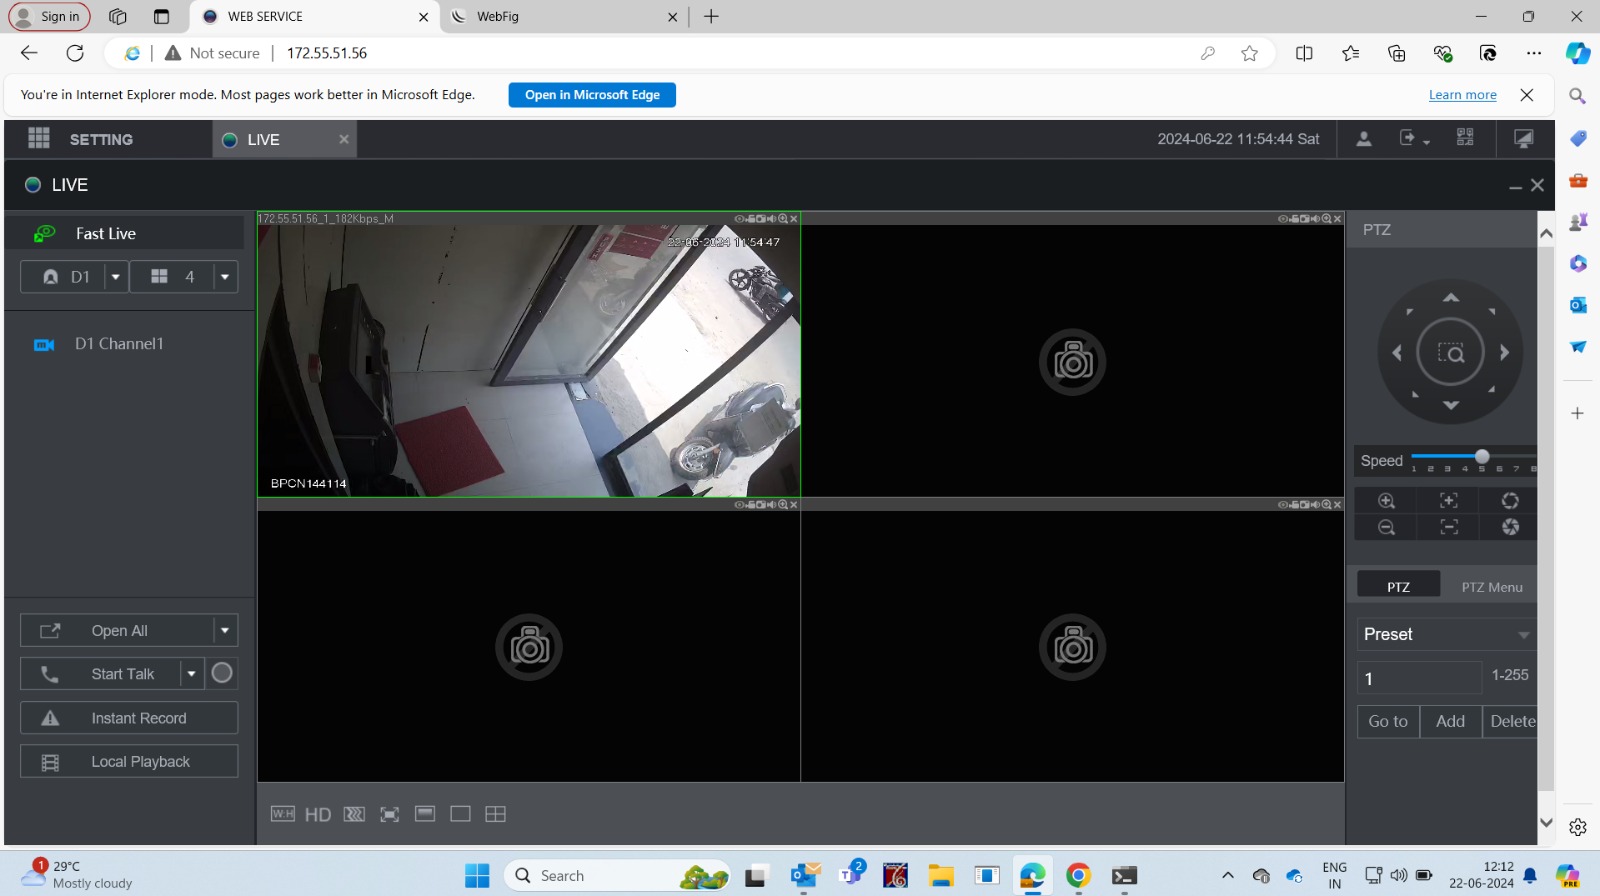 Sign in
WEB SERVICE
WebFig
Not secure
172.55.51.56
You're in Internet Explorer mode. Most pages work better in Microsoft Edge.
Open in Microsoft Edge
Learn more
SETTING
LIVE
2024-06-22 11:54:44 Sat
LIVE
Fast Live
D1
4
D1 Channel1
Open All
Start Talk
Instant Record
Local Playback
172.55.51.56_1_182Kbps_M
22-06-2024 11:54:47
BPCN144114
W:H
HD
PTZ
Speed
1 2 3 4 5 6 7 8
PTZ
PTZ Menu
Preset
1
1-255
Go to
Add
Delete
1
29°C
Mostly cloudy
Search
2
ENG
IN
12:12
22-06-2024
PRE